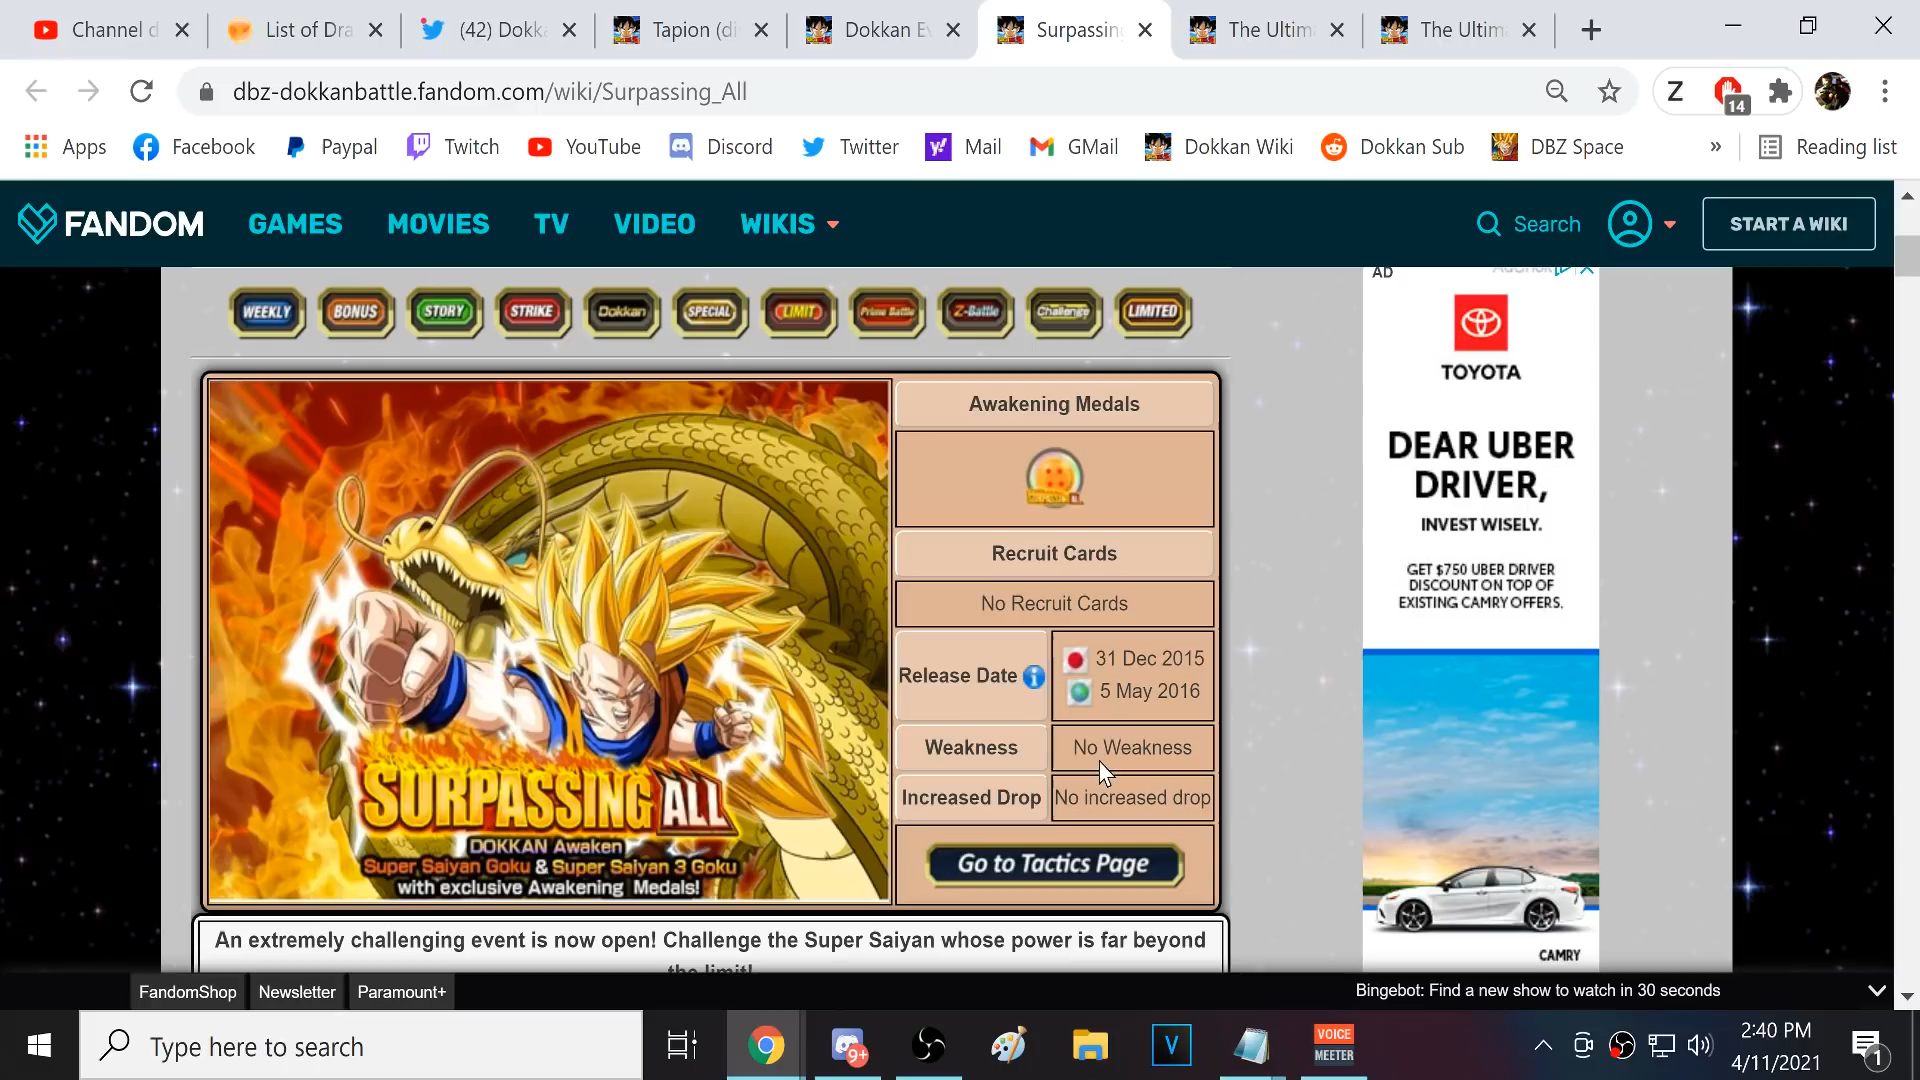 Channel d
List of Dra
(42) Dokk
Tapion (di
Dokkan E
Surpassin
The Ultim
The Ultim
dbz-dokkanbattle.fandom.com/wiki/Surpassing_All
Z
14
Apps
Facebook
Paypal
Twitch
YouTube
Discord
Twitter
Mail
GMail
Dokkan Wiki
Dokkan Sub
DBZ Space
»
Reading list
FANDOM
GAMES
MOVIES
TV
VIDEO
WIKIS
Search
START A WIKI
WEEKLY
BONUS
STORY
STRIKE
Dokkan
SPECIAL
LIMIT
Prime Battle
Z-Battle
Challenge
LIMITED
AD
SURPASSING ALL
DOKKAN Awaken
Super Saiyan Goku & Super Saiyan 3 Goku
with exclusive Awakening Medals!
Awakening Medals
Recruit Cards
No Recruit Cards
Release Date
31 Dec 2015
5 May 2016
Weakness
No Weakness
Increased Drop
No increased drop
Go to Tactics Page
An extremely challenging event is now open! Challenge the Super Saiyan whose power is far beyond
the limit!
TOYOTA
DEAR UBER
DRIVER,
INVEST WISELY.
GET $750 UBER DRIVER
DISCOUNT ON TOP OF
EXISTING CAMRY OFFERS.
CAMRY
FandomShop
Newsletter
Paramount+
Bingebot: Find a new show to watch in 30 seconds
Type here to search
9+
V
VOICE
MEETER
2:40 PM
4/11/2021
1